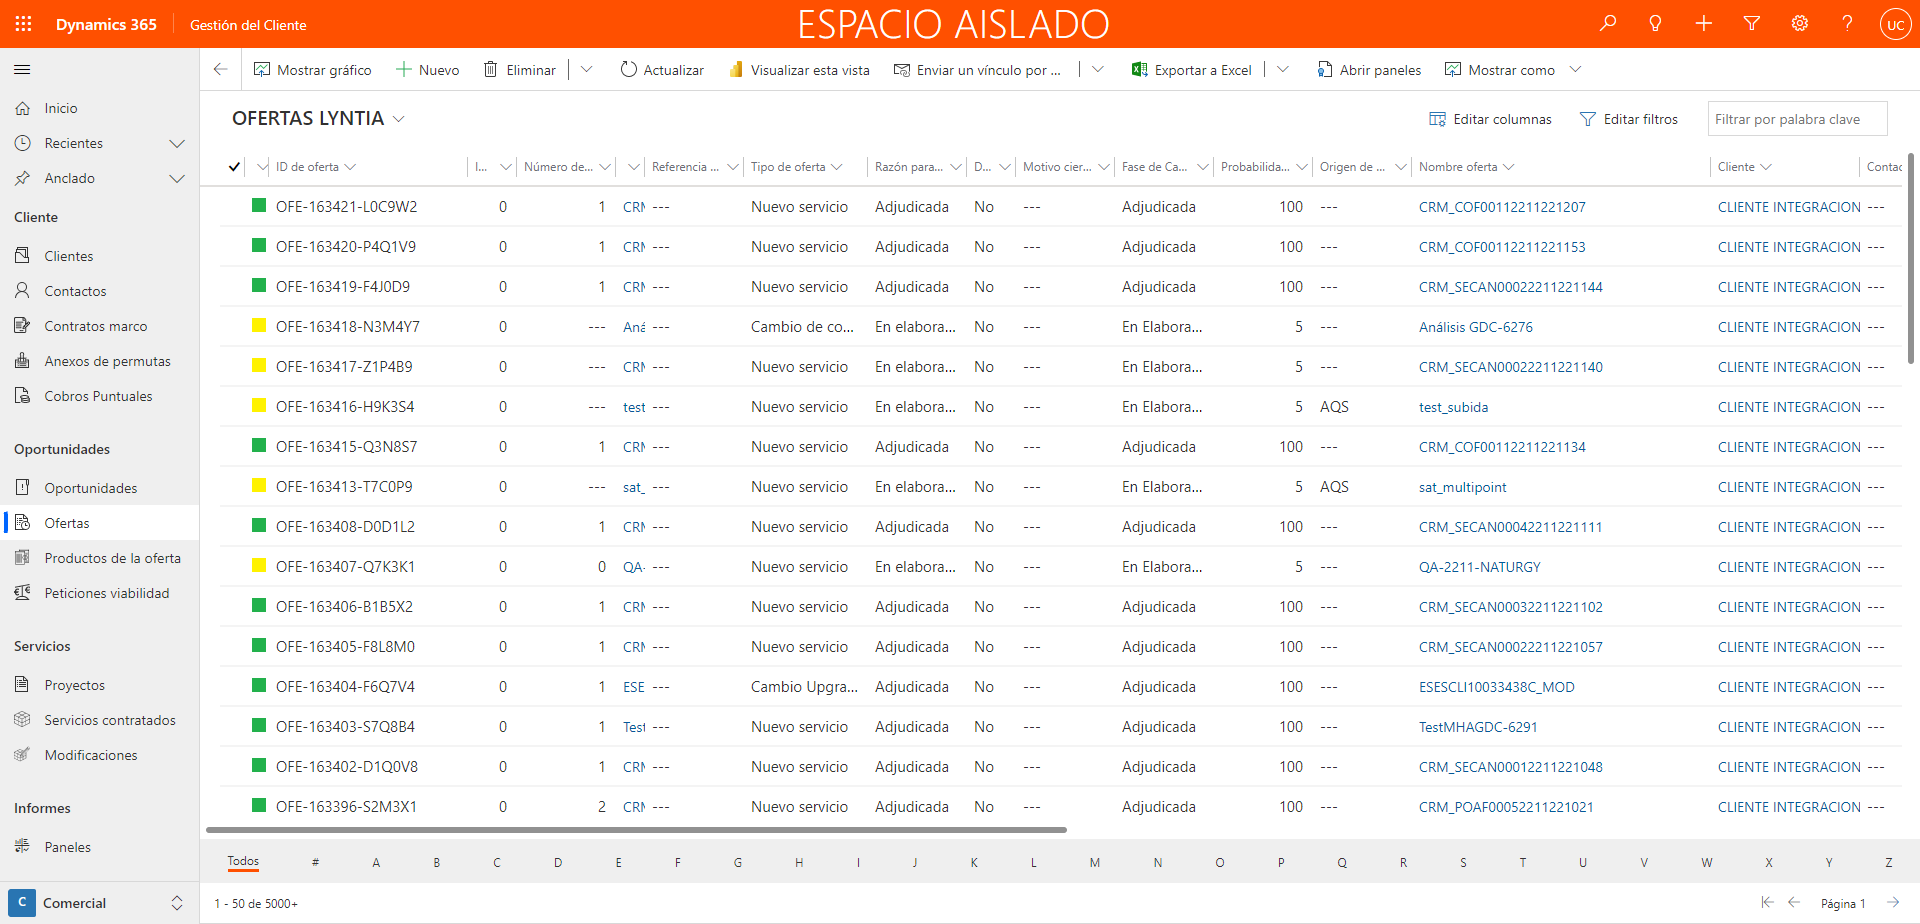 Dynamics 365
Gestión del Cliente
ESPACIO AISLADO
UC
Mostrar gráfico
Nuevo
Eliminar
Actualizar
Visualizar esta vista
Enviar un vínculo por ...
Exportar a Excel
Abrir paneles
Mostrar como
Inicio
Recientes
Anclado
Cliente
Clientes
Contactos
Contratos marco
Anexos de permutas
Cobros Puntuales
Oportunidades
Oportunidades
Ofertas
Productos de la oferta
Peticiones viabilidad
Servicios
Proyectos
Servicios contratados
Modificaciones
Informes
Paneles
C Comercial
OFERTAS LYNTIA
Editar columnas
Editar filtros
Filtrar por palabra clave
ID de oferta I... Número de... Referencia ... Tipo de oferta Razón para... D... Motivo cier... Fase de Ca... Probabilida... Origen de ... Nombre oferta Cliente Contac
OFE-163421-L0C9W2 0 1 CRM --- Nuevo servicio Adjudicada No --- Adjudicada 100 --- CRM_COF00112211221207 CLIENTE INTEGRACION ---
OFE-163420-P4Q1V9 0 1 CRM --- Nuevo servicio Adjudicada No --- Adjudicada 100 --- CRM_COF00112211221153 CLIENTE INTEGRACION ---
OFE-163419-F4J0D9 0 1 CRM --- Nuevo servicio Adjudicada No --- Adjudicada 100 --- CRM_SECAN00022211221144 CLIENTE INTEGRACION ---
OFE-163418-N3M4Y7 0 --- Aná --- Cambio de co... En elabora... No --- En Elabora... 5 --- Análisis GDC-6276 CLIENTE INTEGRACION ---
OFE-163417-Z1P4B9 0 --- CRM --- Nuevo servicio En elabora... No --- En Elabora... 5 --- CRM_SECAN00022211221140 CLIENTE INTEGRACION ---
OFE-163416-H9K3S4 0 --- test --- Nuevo servicio En elabora... No --- En Elabora... 5 AQS test_subida CLIENTE INTEGRACION ---
OFE-163415-Q3N8S7 0 1 CRM --- Nuevo servicio Adjudicada No --- Adjudicada 100 --- CRM_COF00112211221134 CLIENTE INTEGRACION ---
OFE-163413-T7C0P9 0 --- sat_ --- Nuevo servicio En elabora... No --- En Elabora... 5 AQS sat_multipoint CLIENTE INTEGRACION ---
OFE-163408-D0D1L2 0 1 CRM --- Nuevo servicio Adjudicada No --- Adjudicada 100 --- CRM_SECAN00042211221111 CLIENTE INTEGRACION ---
OFE-163407-Q7K3K1 0 0 QA- --- Nuevo servicio En elabora... No --- En Elabora... 5 --- QA-2211-NATURGY CLIENTE INTEGRACION ---
OFE-163406-B1B5X2 0 1 CRM --- Nuevo servicio Adjudicada No --- Adjudicada 100 --- CRM_SECAN00032211221102 CLIENTE INTEGRACION ---
OFE-163405-F8L8M0 0 1 CRM --- Nuevo servicio Adjudicada No --- Adjudicada 100 --- CRM_SECAN00022211221057 CLIENTE INTEGRACION ---
OFE-163404-F6Q7V4 0 1 ESE --- Cambio Upgra... Adjudicada No --- Adjudicada 100 --- ESESCLI10033438C_MOD CLIENTE INTEGRACION ---
OFE-163403-S7Q8B4 0 1 Test --- Nuevo servicio Adjudicada No --- Adjudicada 100 --- TestMHAGDC-6291 CLIENTE INTEGRACION ---
OFE-163402-D1Q0V8 0 1 CRM --- Nuevo servicio Adjudicada No --- Adjudicada 100 --- CRM_SECAN00012211221048 CLIENTE INTEGRACION ---
OFE-163396-S2M3X1 0 2 CRM --- Nuevo servicio Adjudicada No --- Adjudicada 100 --- CRM_POAF00052211221021 CLIENTE INTEGRACION ---
Todos # A B C D E F G H I J K L M N O P Q R S T U V W X Y Z
1 - 50 de 5000+
Página 1